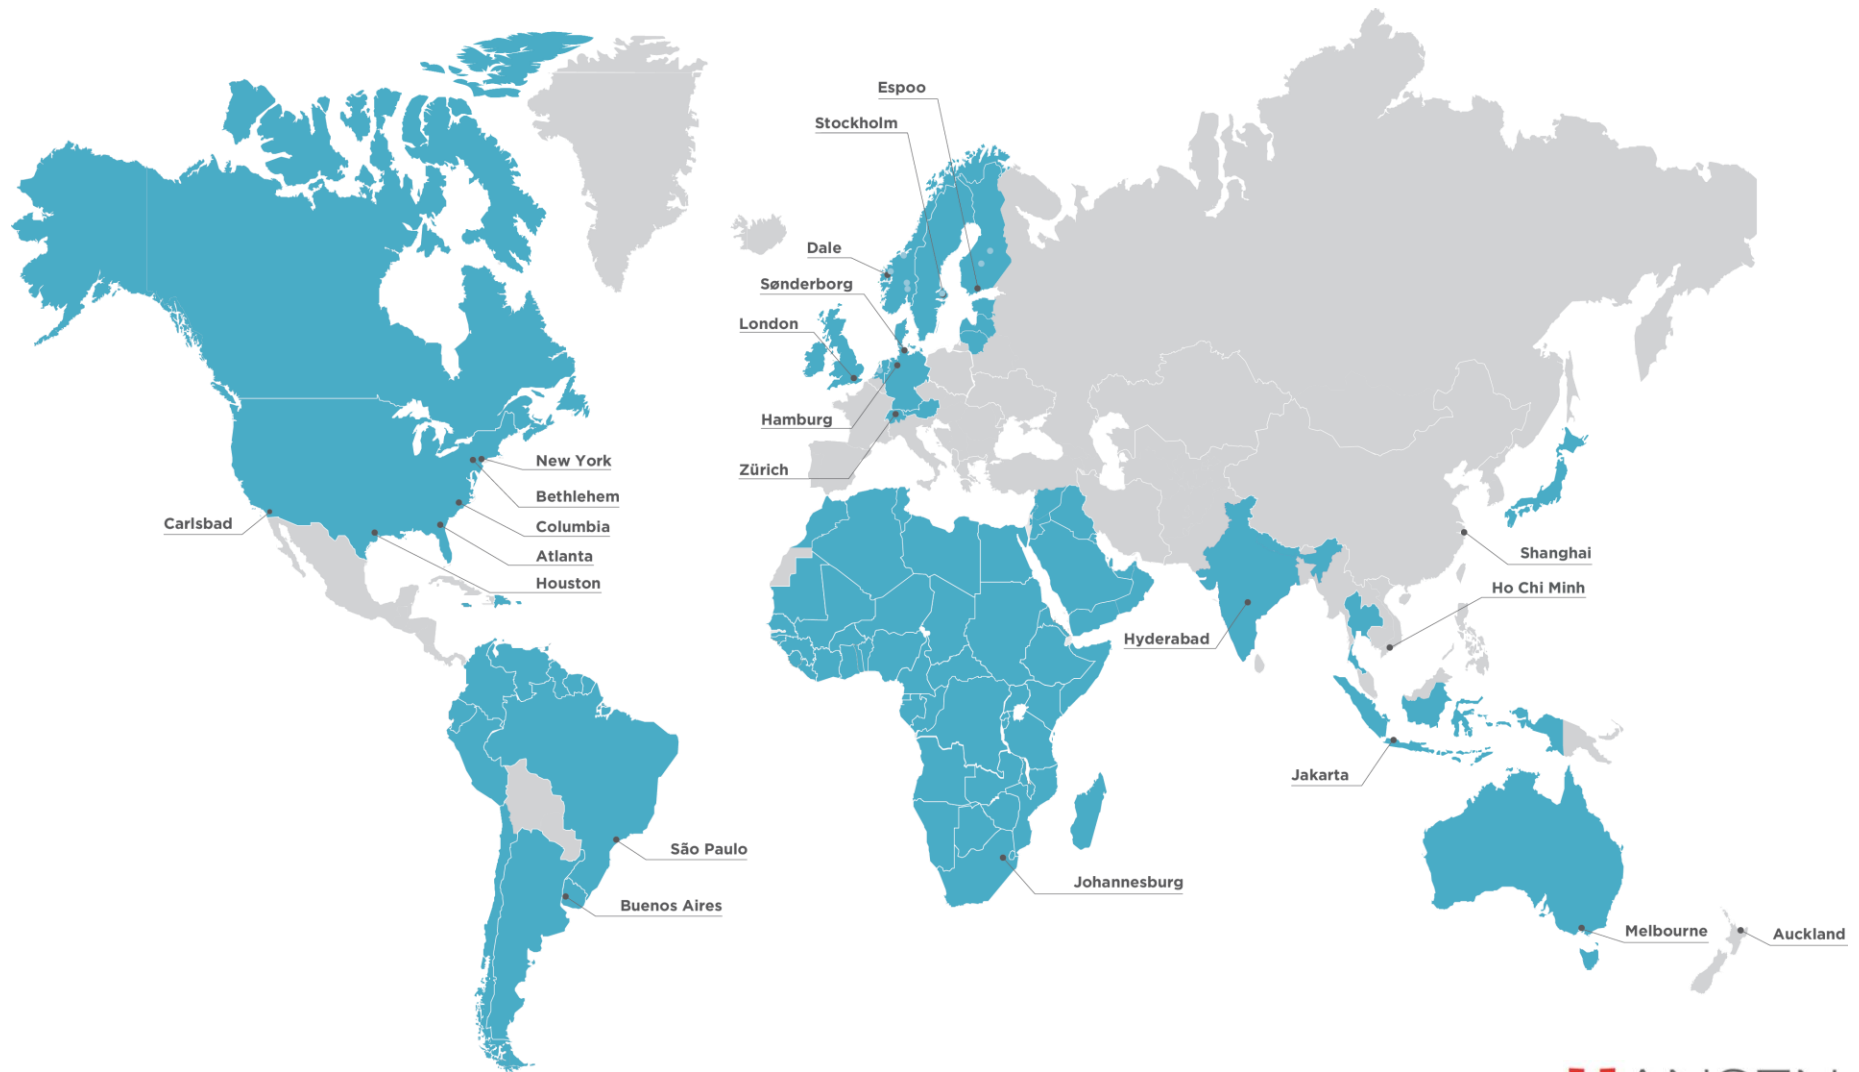 Espoo
Stockholm
Dale
Sønderborg
London
Hamburg
Zürich
New York
Bethlehem
Carlsbad
Columbia
Atlanta
Houston
Shanghai
Ho Chi Minh
Hyderabad
Jakarta
São Paulo
Johannesburg
Buenos Aires
Melbourne
Auckland